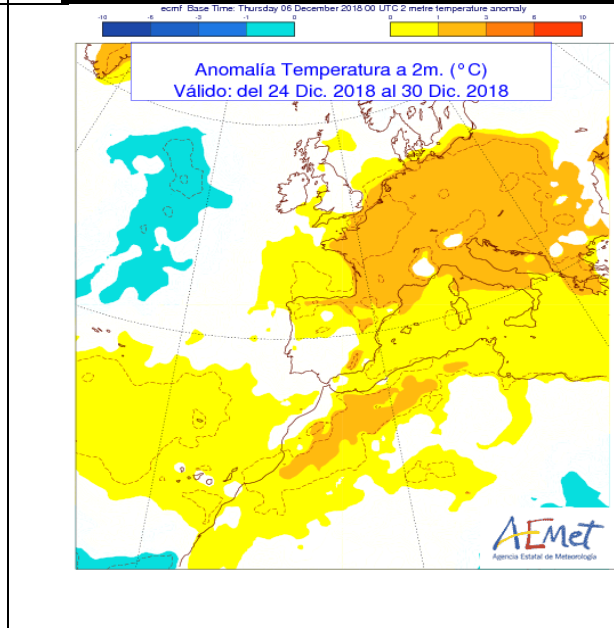 ecmf Base Time: Thursday 06 December 2018 00 UTC 2 metre temperature anomaly
-10 -6 -3 -1 0 0 1 3 6 10
Anomalía Temperatura a 2m. (°C)
Válido: del 24 Dic. 2018 al 30 Dic. 2018
AEMet
Agencia Estatal de Meteorología